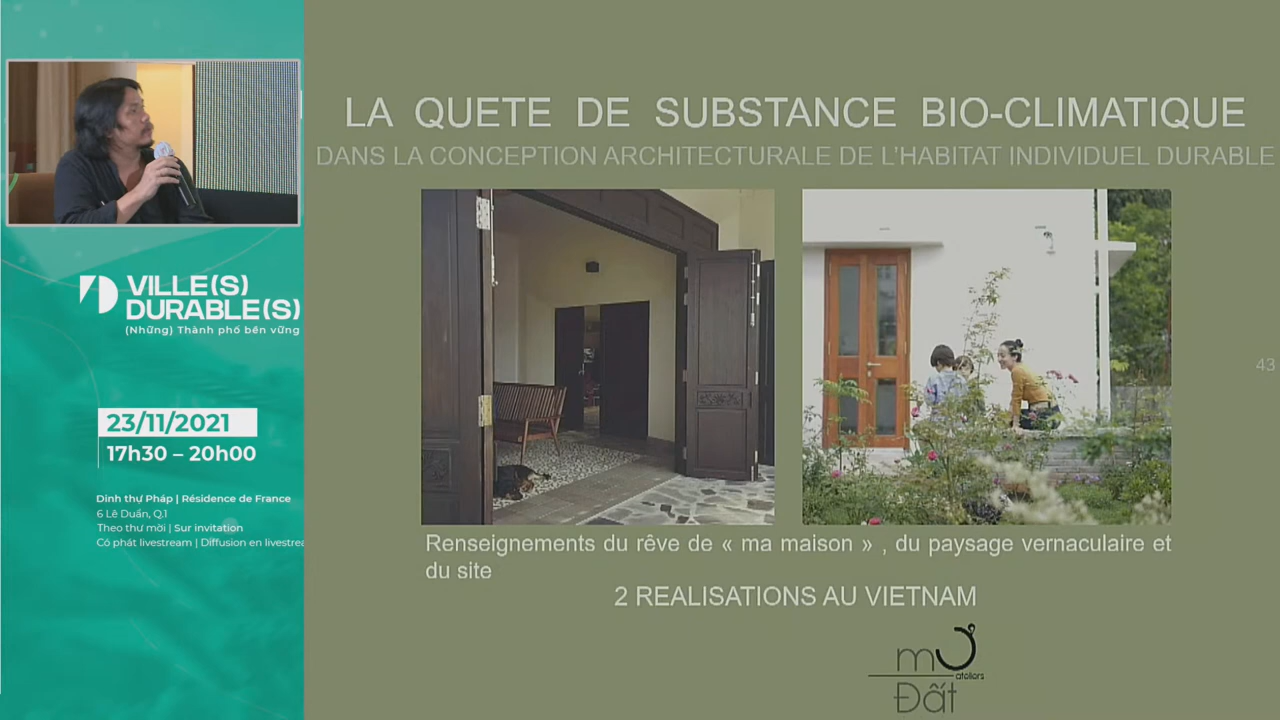 VILLE(S)
DURABLE(S)
(Những) Thành phố bền vững
23/11/2021
17h30 – 20h00
Dinh thự Pháp | Résidence de France
6 Lê Duẩn, Q.1
Theo thư mời | Sur invitation
Có phát livestream | Diffusion en livestrea
LA QUETE DE SUBSTANCE BIO-CLIMATIQUE
DANS LA CONCEPTION ARCHITECTURALE DE L'HABITAT INDIVIDUEL DURABLE
43
Renseignements du rêve de « ma maison » , du paysage vernaculaire et
du site
2 REALISATIONS AU VIETNAM
mơ
ateliers
Đất